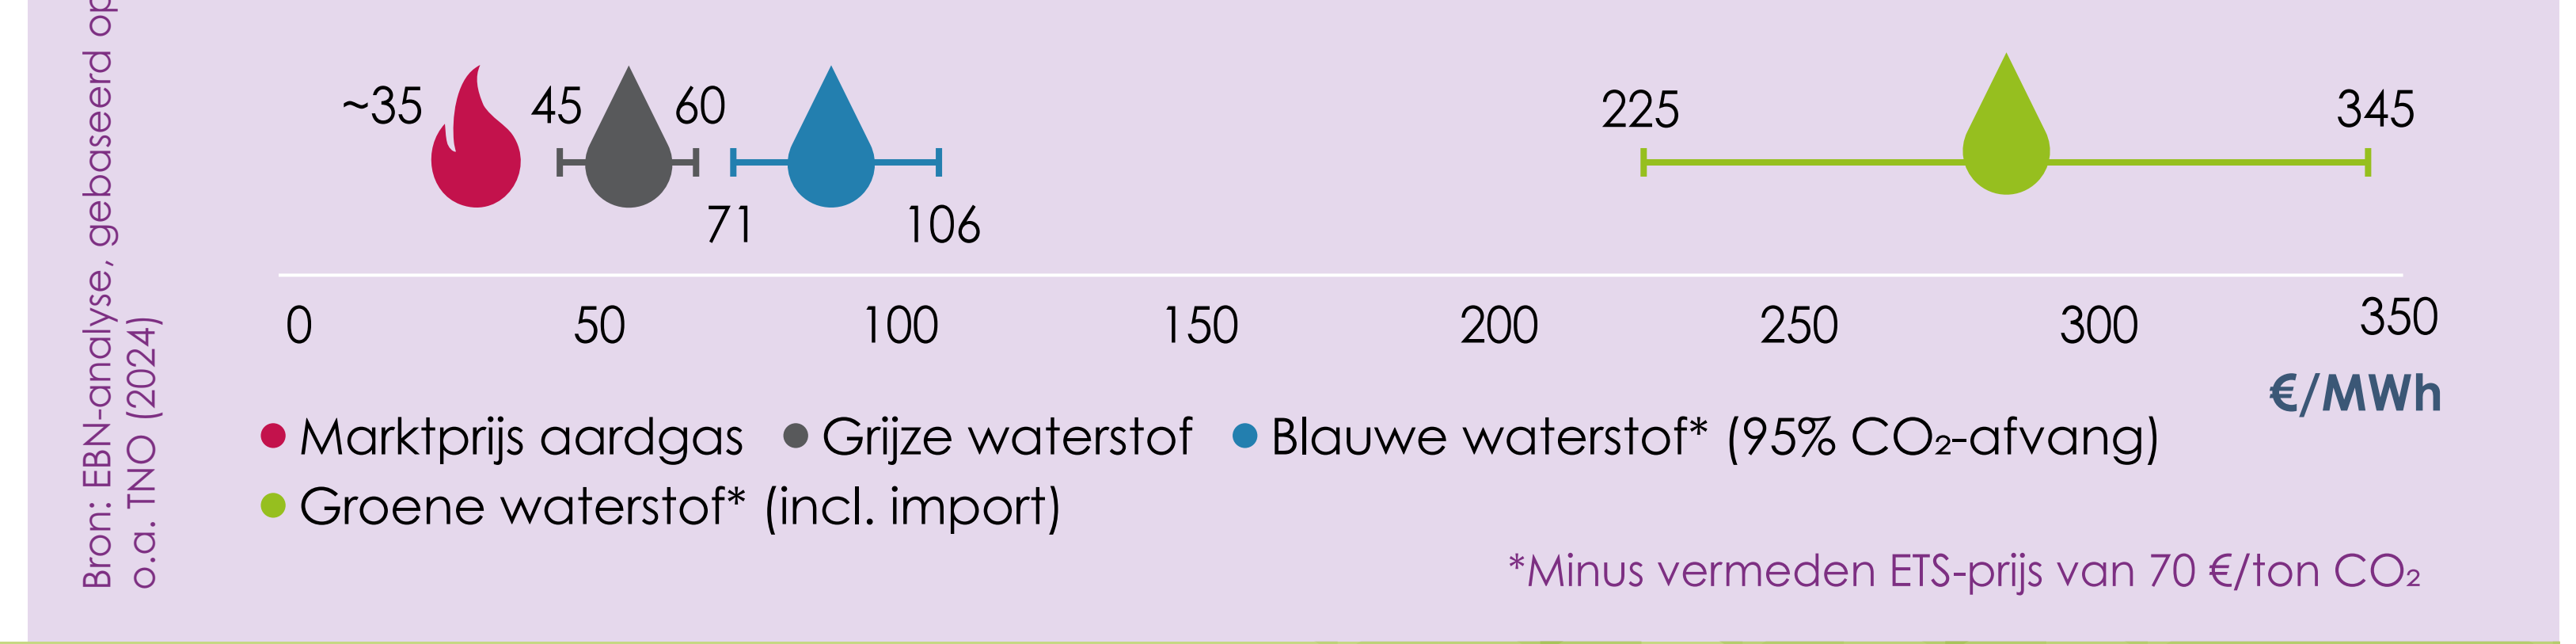 Bron: EBN-analyse, gebaseerd op
o.a. TNO (2024)
~35
45
60
225
345
71
106
0 50 100 150 200 250 300 350
€/MWh
Marktprijs aardgas Grijze waterstof Blauwe waterstof* (95% CO₂-afvang)
Groene waterstof* (incl. import)
*Minus vermeden ETS-prijs van 70 €/ton CO₂